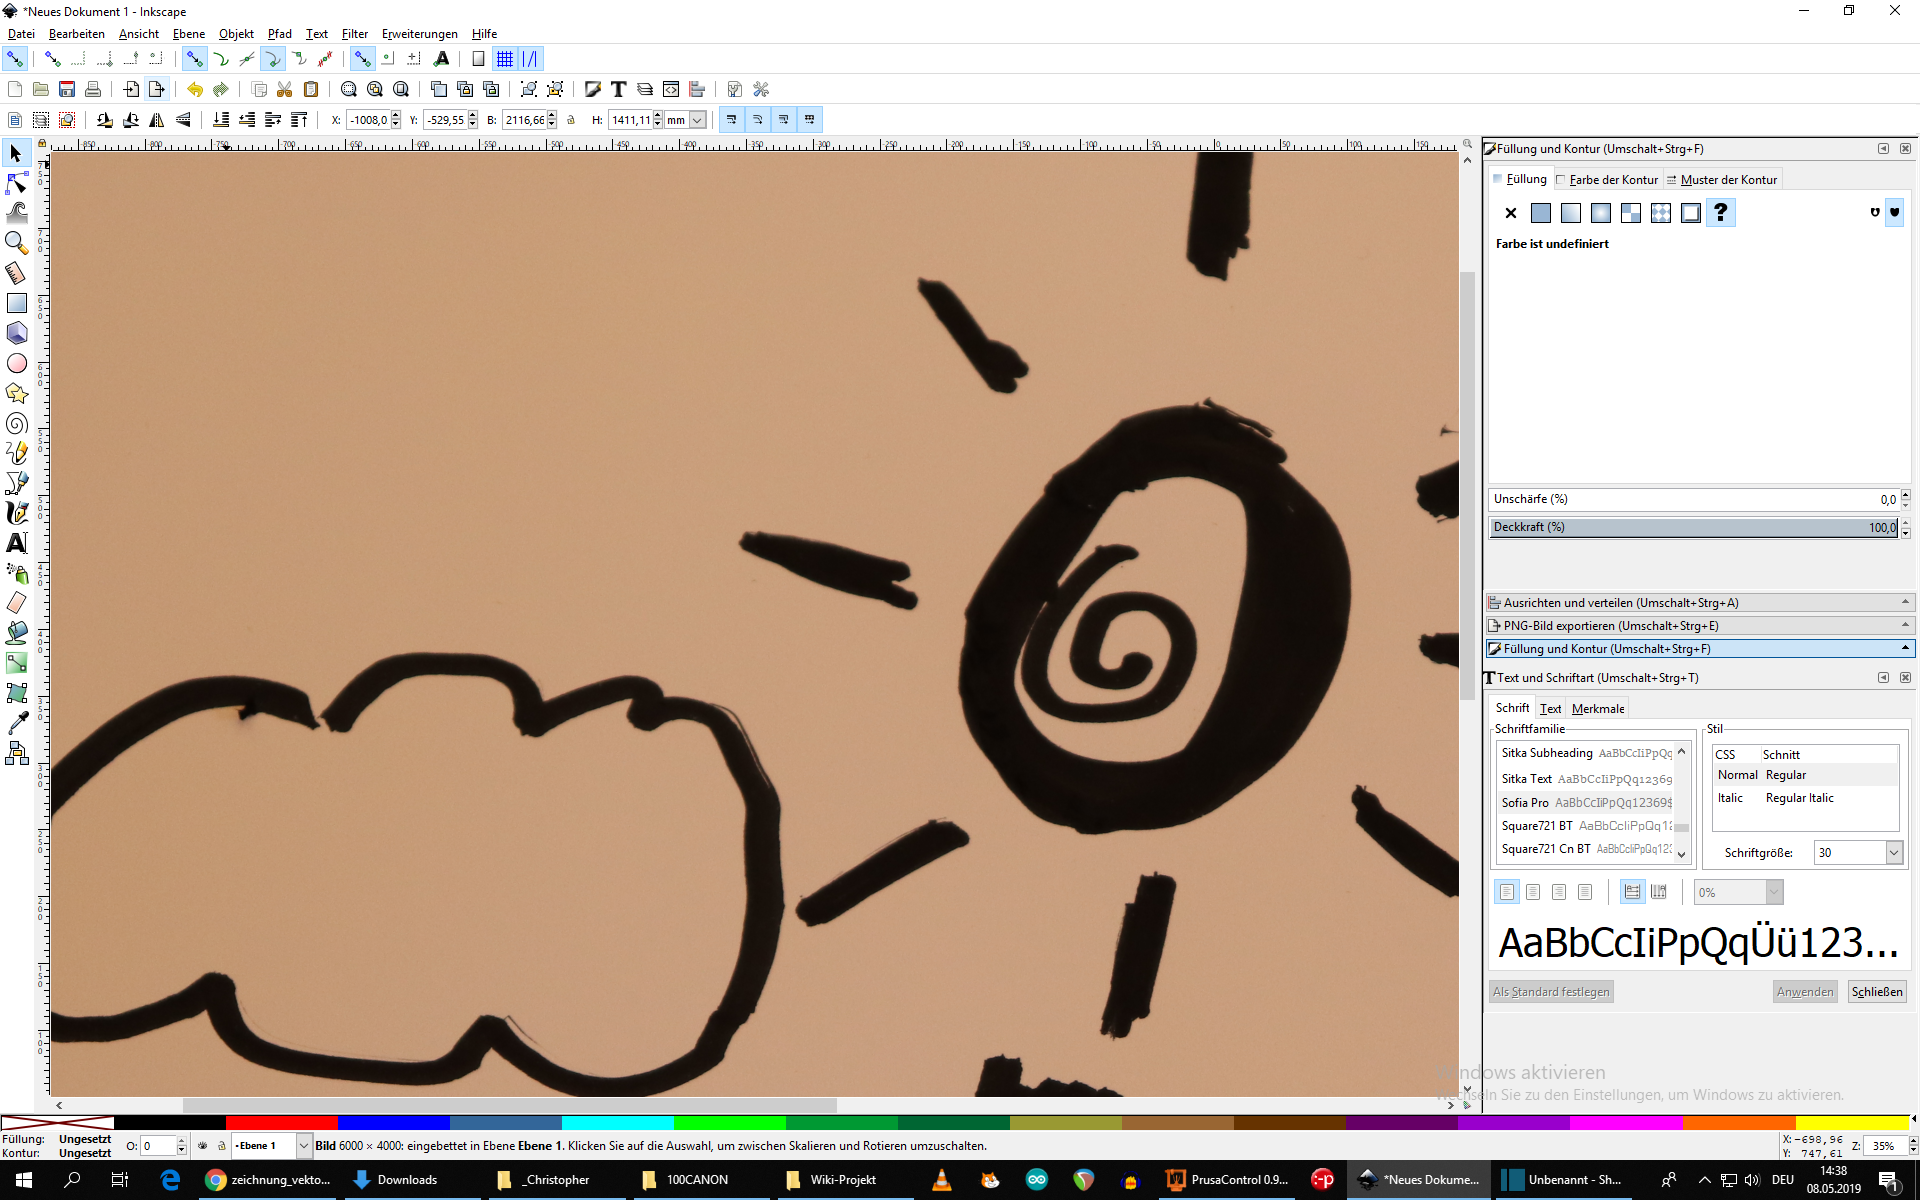 *Neues Dokument 1 - Inkscape
Datei Bearbeiten Ansicht Ebene Objekt Pfad Text Filter Erweiterungen Hilfe
X: -1008,0 Y: -529,55 B: 2116,66 H: 1411,11 mm
Füllung und Kontur (Umschalt+Strg+F)
Füllung Farbe der Kontur Muster der Kontur
Farbe ist undefiniert
Unschärfe (%) 0,0
Deckkraft (%) 100,0
Ausrichten und verteilen (Umschalt+Strg+A)
PNG-Bild exportieren (Umschalt+Strg+E)
Füllung und Kontur (Umschalt+Strg+F)
Text und Schriftart (Umschalt+Strg+T)
Schrift Text Merkmale
Schriftfamilie
Sitka Subheading AaBbCcIiPpQq
Sitka Text AaBbCcIiPpQq12369
Sofia Pro AaBbCcIiPpQq12369$
Square721 BT AaBbCcIiPpQq12
Square721 Cn BT AaBbCcIiPpQq123
Stil
CSS Schnitt
Normal Regular
Italic Regular Italic
Schriftgröße: 30
0%
AaBbCcIiPpQqÜü123...
Als Standard festlegen Anwenden Schließen
Windows aktivieren
Wechseln Sie zu den Einstellungen, um Windows zu aktivieren.
Füllung: Ungesetzt
Kontur: Ungesetzt
O: 0
•Ebene 1
Bild 6000 × 4000: eingebettet in Ebene Ebene 1. Klicken Sie auf die Auswahl, um zwischen Skalieren und Rotieren umzuschalten.
X: -698,96
Y: 747,61
Z: 35%
zeichnung_vekto... Downloads _Christopher 100CANON Wiki-Projekt PrusaControl 0.9... *Neues Dokume... Unbenannt - Sh...
DEU
14:38
08.05.2019
1